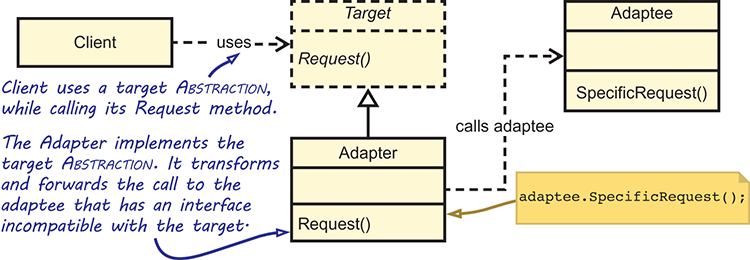 Client
uses
Target
Request()
Adaptee
SpecificRequest()
Client uses a target ABSTRACTION,
while calling its Request method.
calls adaptee
The Adapter implements the
target ABSTRACTION. It transforms
and forwards the call to the
adaptee that has an interface
incompatible with the target.
Adapter
Request()
adaptee.SpecificRequest();